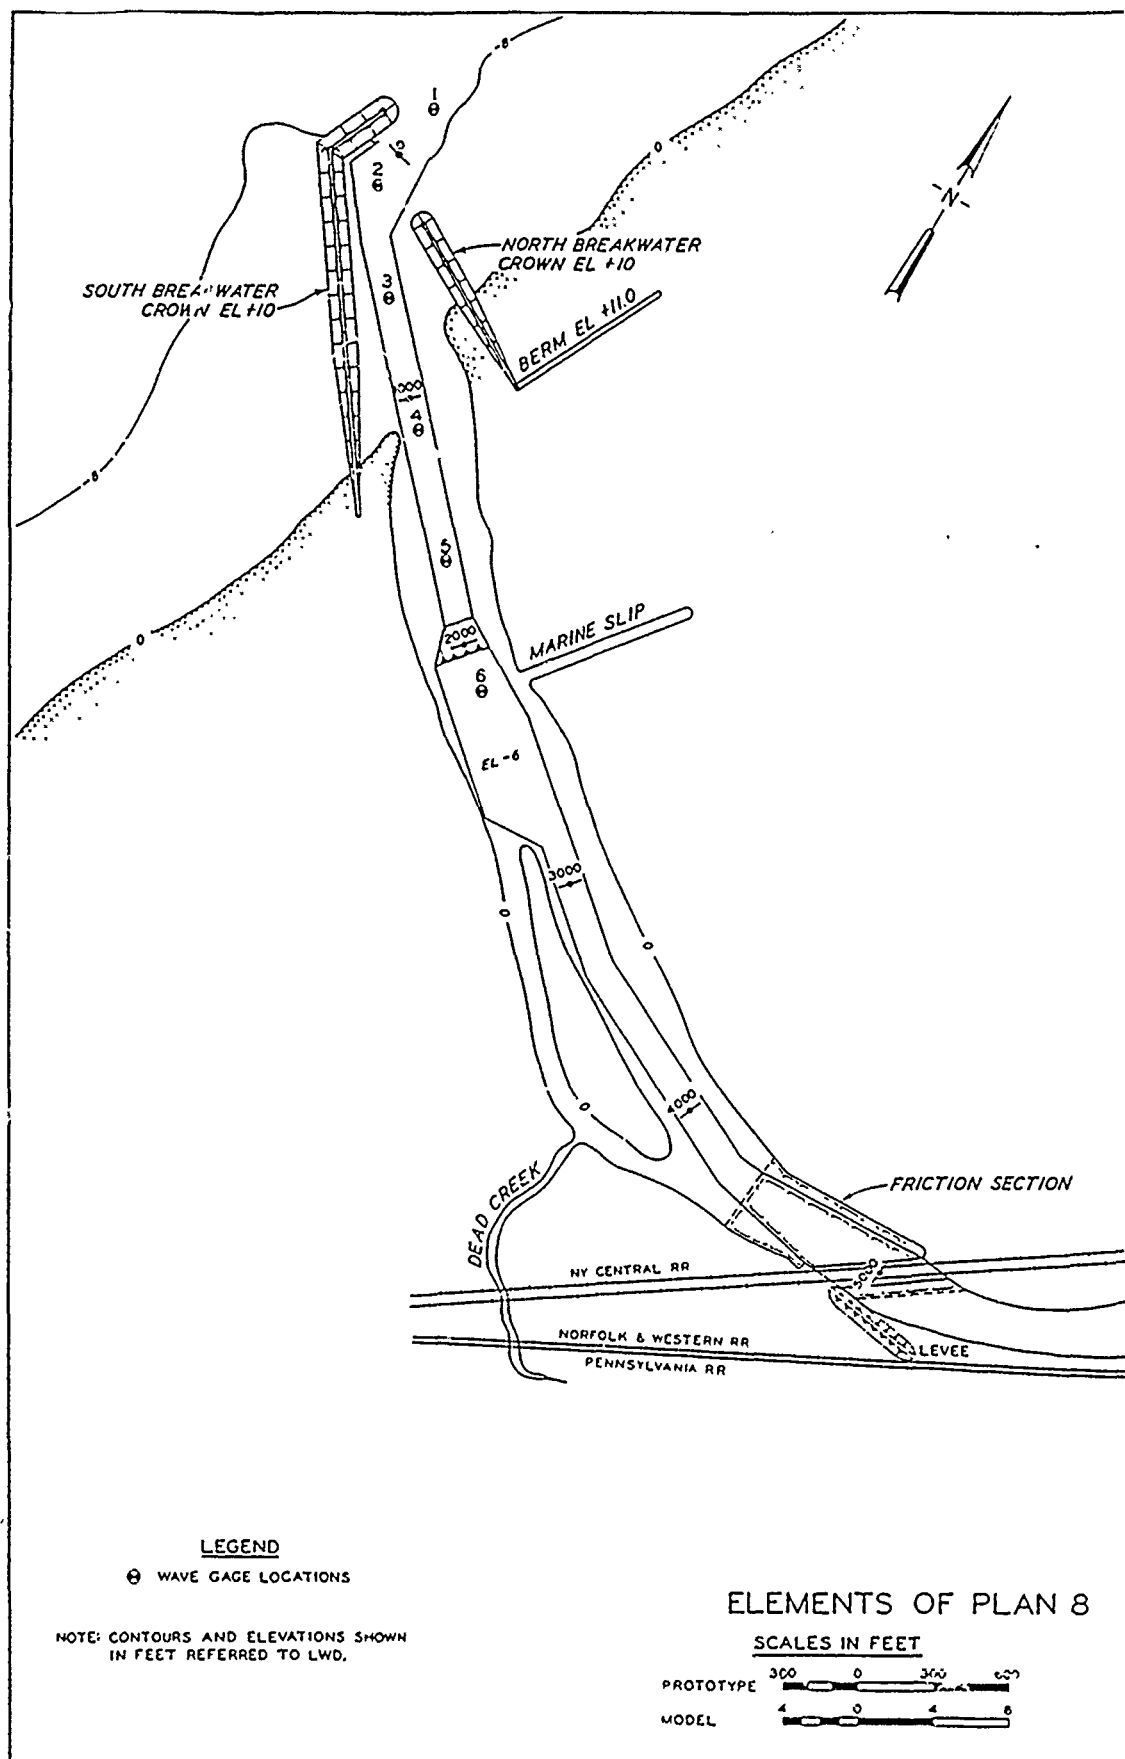 -8
1
0
0
2
-N-
NORTH BREAKWATER
CROWN EL +10
3
SOUTH BREAKWATER
CROWN EL +10
BERM EL +11.0
4
-8
5
0
2000
MARINE SLIP
6
EL -6
3000
0
0
4000
0
DEAD CREEK
FRICTION SECTION
5000
NY CENTRAL RR
NORFOLK & WESTERN RR
LEVEE
PENNSYLVANIA RR
LEGEND
WAVE GAGE LOCATIONS
NOTE: CONTOURS AND ELEVATIONS SHOWN
IN FEET REFERRED TO LWD.
ELEMENTS OF PLAN 8
SCALES IN FEET
PROTOTYPE 300 0 300 600
MODEL 4 0 4 8